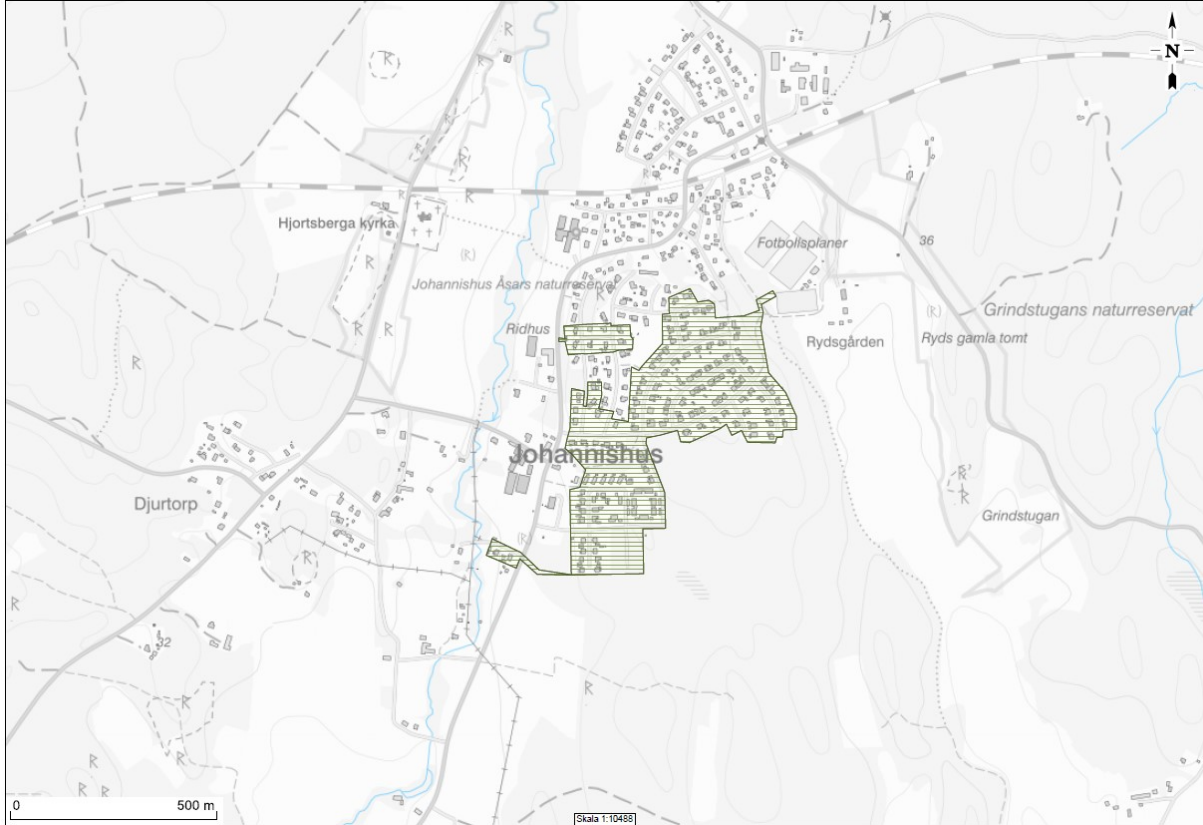 N
R
R
R
Hjortsberga kyrka
R
R
(R)
Fotbollsplaner
36
Johannishus Åsars naturreservat
R
R
R
Ridhus
Grindstugans naturreservat
(R)
Ryds gamla tomt
Rydsgården
R
Johannishus
Djurtorp
R
R
Grindstugan
(R)
R
R
32
R
R
R
R
R
0 500 m
Skala 1:10488